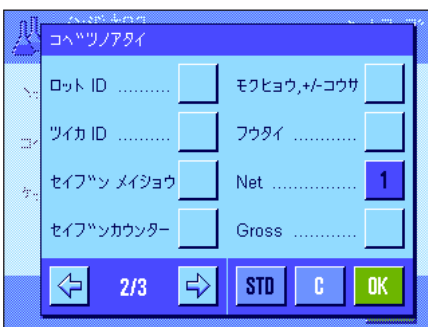 コヘ゛ツノアタイ
ロット ID ..........
モクヒョウ,+/-コウサ
ツイカ ID ..........
フウタイ ............
セイフ゛ン メイショウ
Net ................ 1
セイフ゛ンカウンター
Gross ............
2/3
STD
C
OK